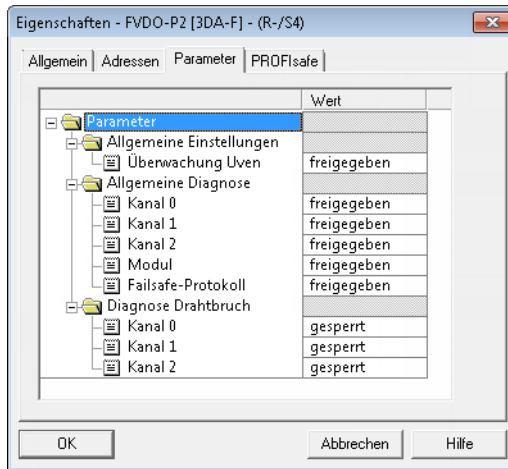 Eigenschaften - FVDO-P2 [3DA-F] - (R-/S4)
Allgemein Adressen Parameter PROFIsafe
Wert
Parameter
Allgemeine Einstellungen
Überwachung Uven freigegeben
Allgemeine Diagnose
Kanal 0 freigegeben
Kanal 1 freigegeben
Kanal 2 freigegeben
Modul freigegeben
Failsafe-Protokoll freigegeben
Diagnose Drahtbruch
Kanal 0 gesperrt
Kanal 1 gesperrt
Kanal 2 gesperrt
OK Abbrechen Hilfe